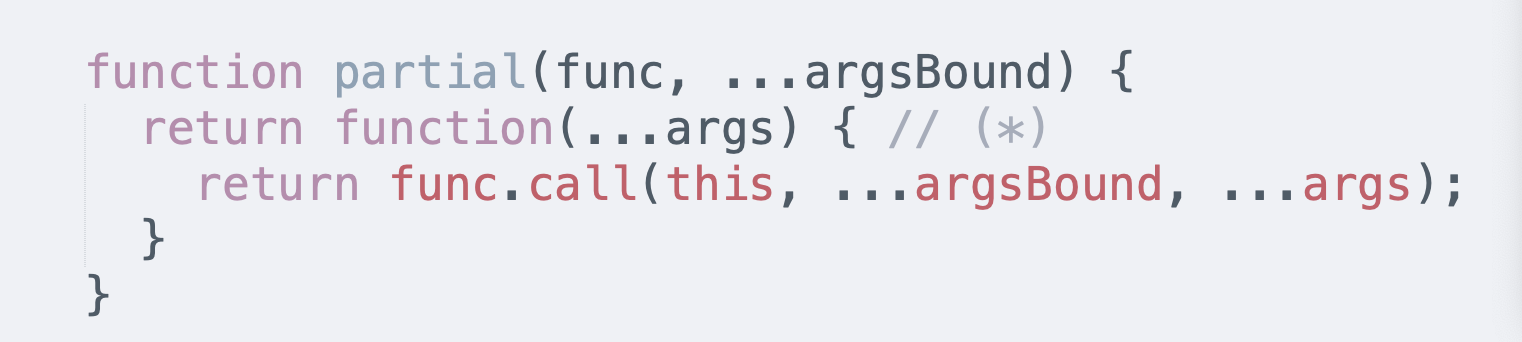 function partial(func, ...argsBound) {
  return function(...args) { // (*)
    return func.call(this, ...argsBound, ...args);
  }
}